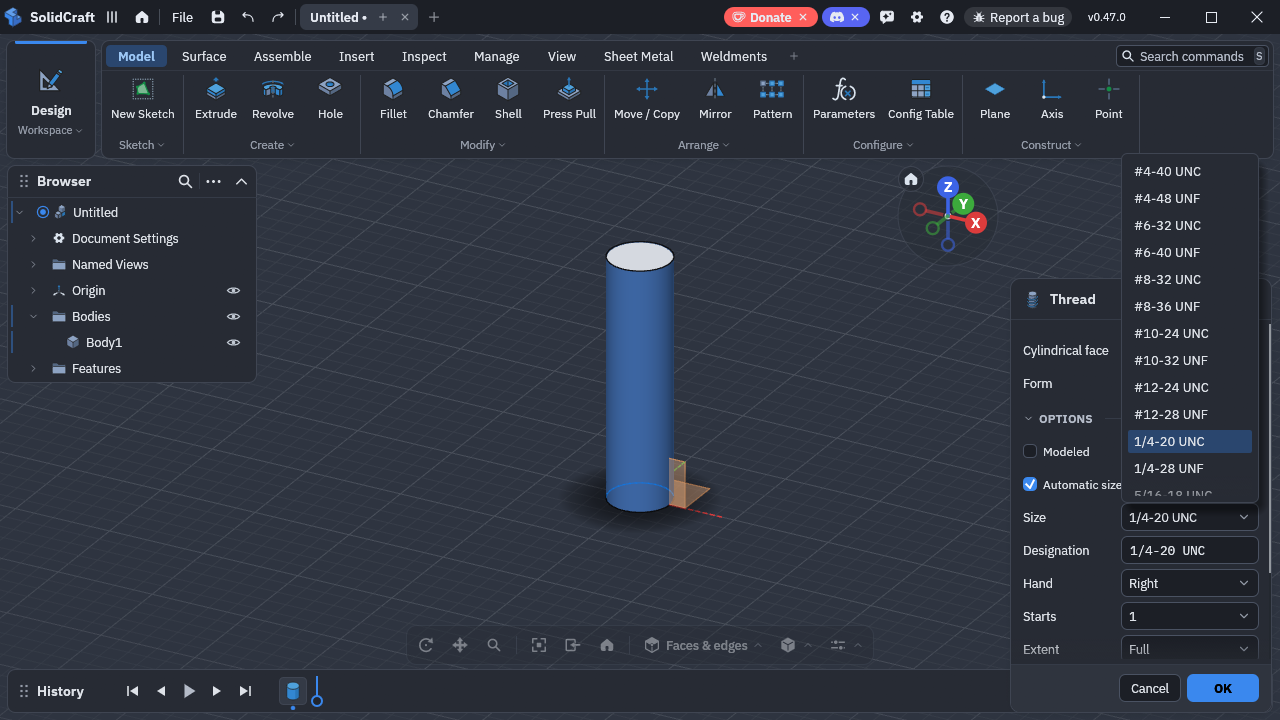 SolidCraft File Untitled • Donate Report a bug v0.47.0
Design
Workspace
Model Surface Assemble Insert Inspect Manage View Sheet Metal Weldments
Search commands S
New Sketch Extrude Revolve Hole Fillet Chamfer Shell Press Pull Move / Copy Mirror Pattern Parameters Config Table Plane Axis Point
Sketch Create Modify Arrange Configure Construct
Browser
Untitled
Document Settings
Named Views
Origin
Bodies
Body1
Features
Z
Y
X
#4-40 UNC
#4-48 UNF
#6-32 UNC
#6-40 UNF
#8-32 UNC
#8-36 UNF
#10-24 UNC
#10-32 UNF
#12-24 UNC
#12-28 UNF
1/4-20 UNC
1/4-28 UNF
5/16-18 UNC
Thread
Cylindrical face
Form
OPTIONS
Modeled
Automatic size
Size 1/4-20 UNC
Designation 1/4-20 UNC
Hand Right
Starts 1
Extent Full
Cancel OK
Faces & edges
History